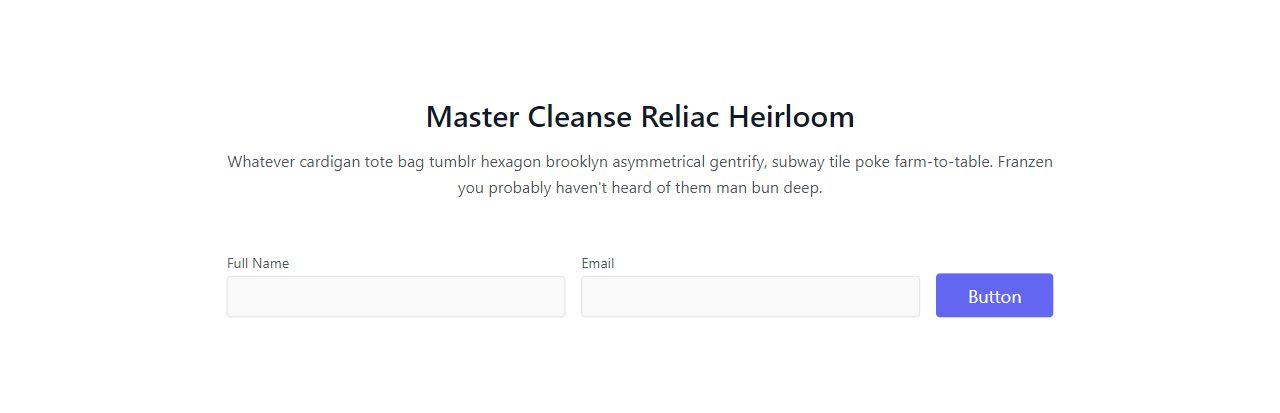 Master Cleanse Reliac Heirloom
Whatever cardigan tote bag tumblr hexagon brooklyn asymmetrical gentrify, subway tile poke farm-to-table. Franzen
you probably haven't heard of them man bun deep.
Full Name
Email
Button